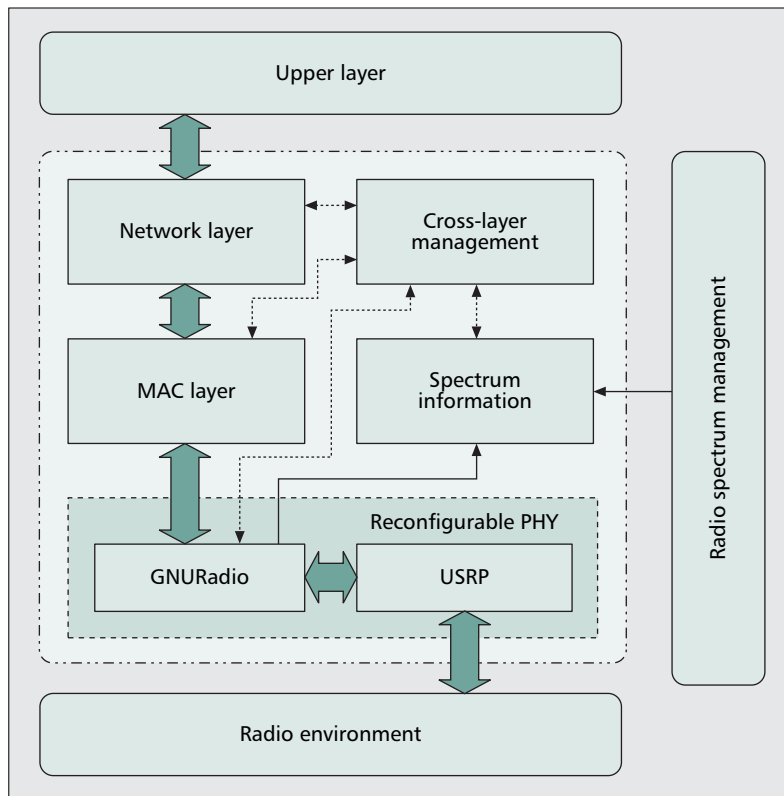 Upper layer
Network layer
Cross-layer
management
MAC layer
Spectrum
information
Radio spectrum management
Reconfigurable PHY
GNURadio
USRP
Radio environment